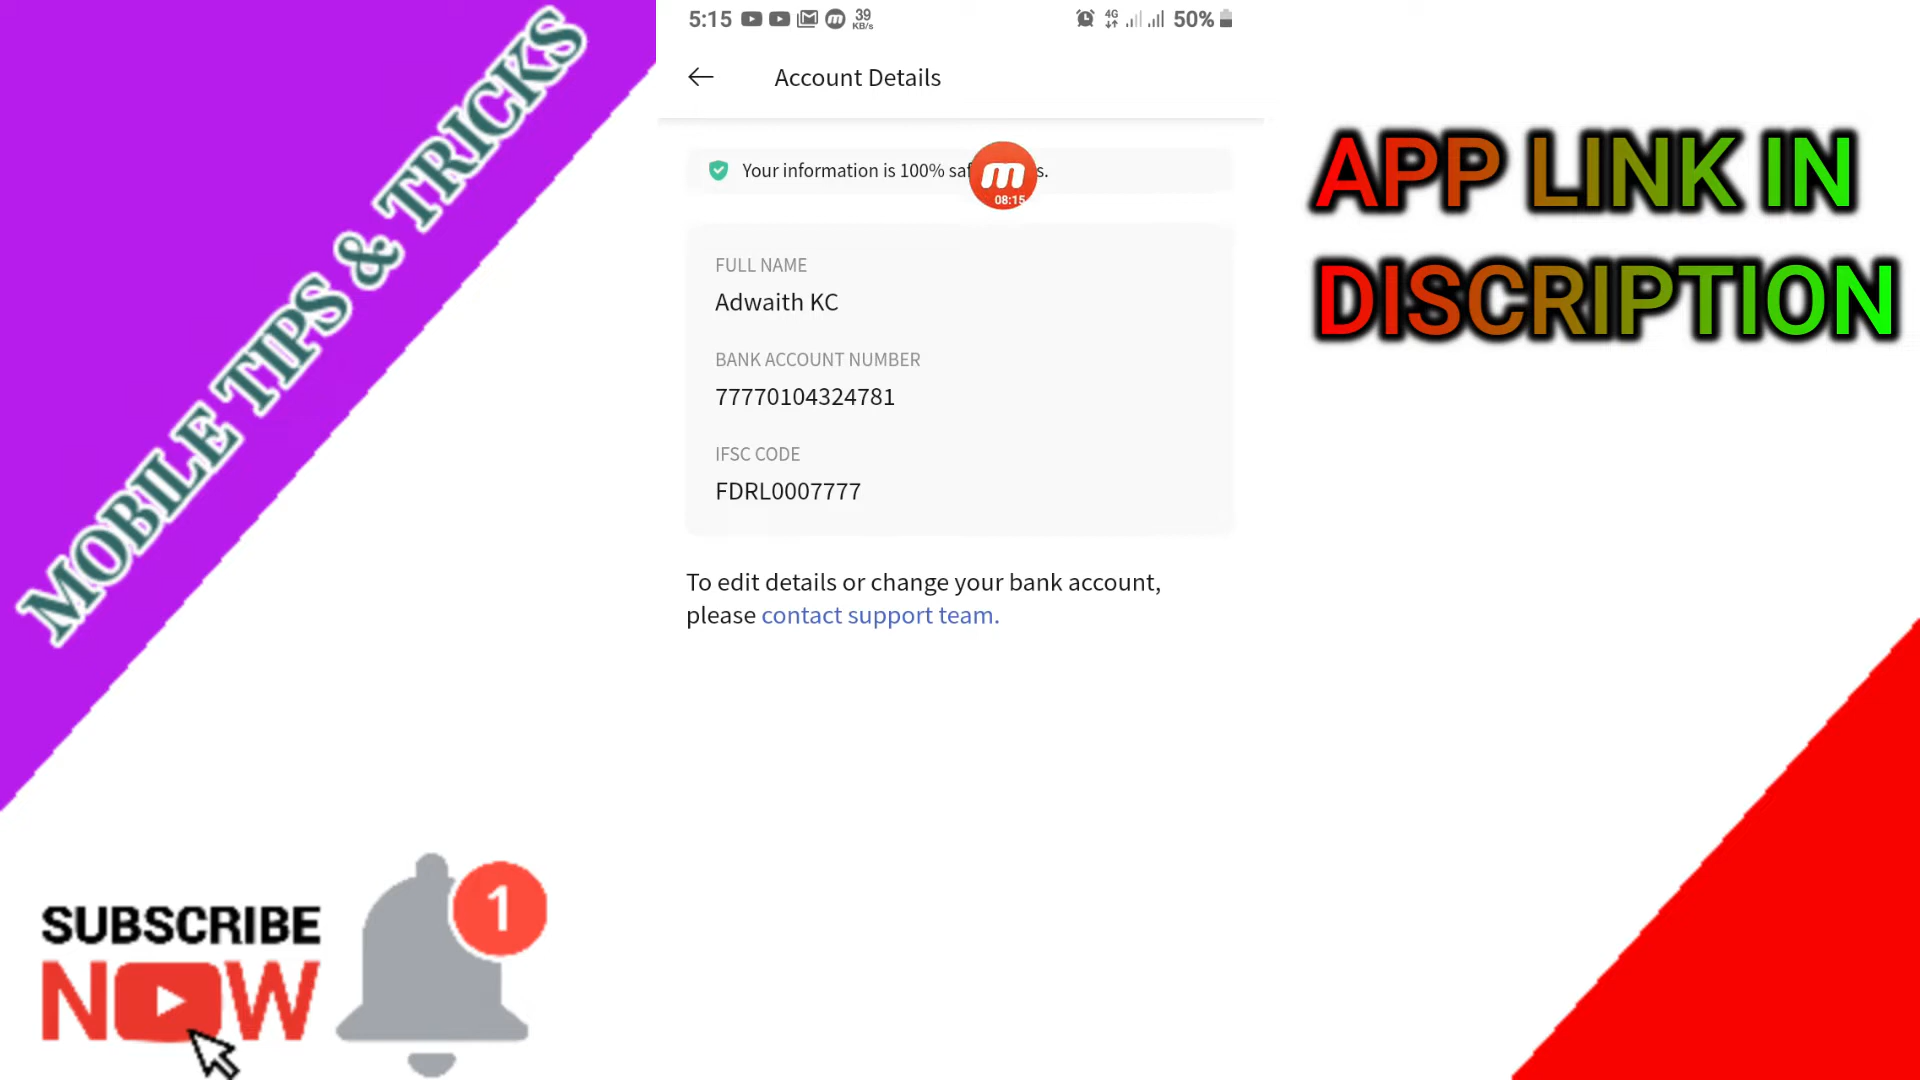 MOBILE TIPS & TRICKS
5:15 39 KB/s 4G 50%
Account Details
Your information is 100% s.
m 08:15
FULL NAME
Adwaith KC
BANK ACCOUNT NUMBER
77770104324781
IFSC CODE
FDRL0007777
To edit details or change your bank account,
please contact support team.
APP LINK IN
DISCRIPTION
SUBSCRIBE
NOW
1